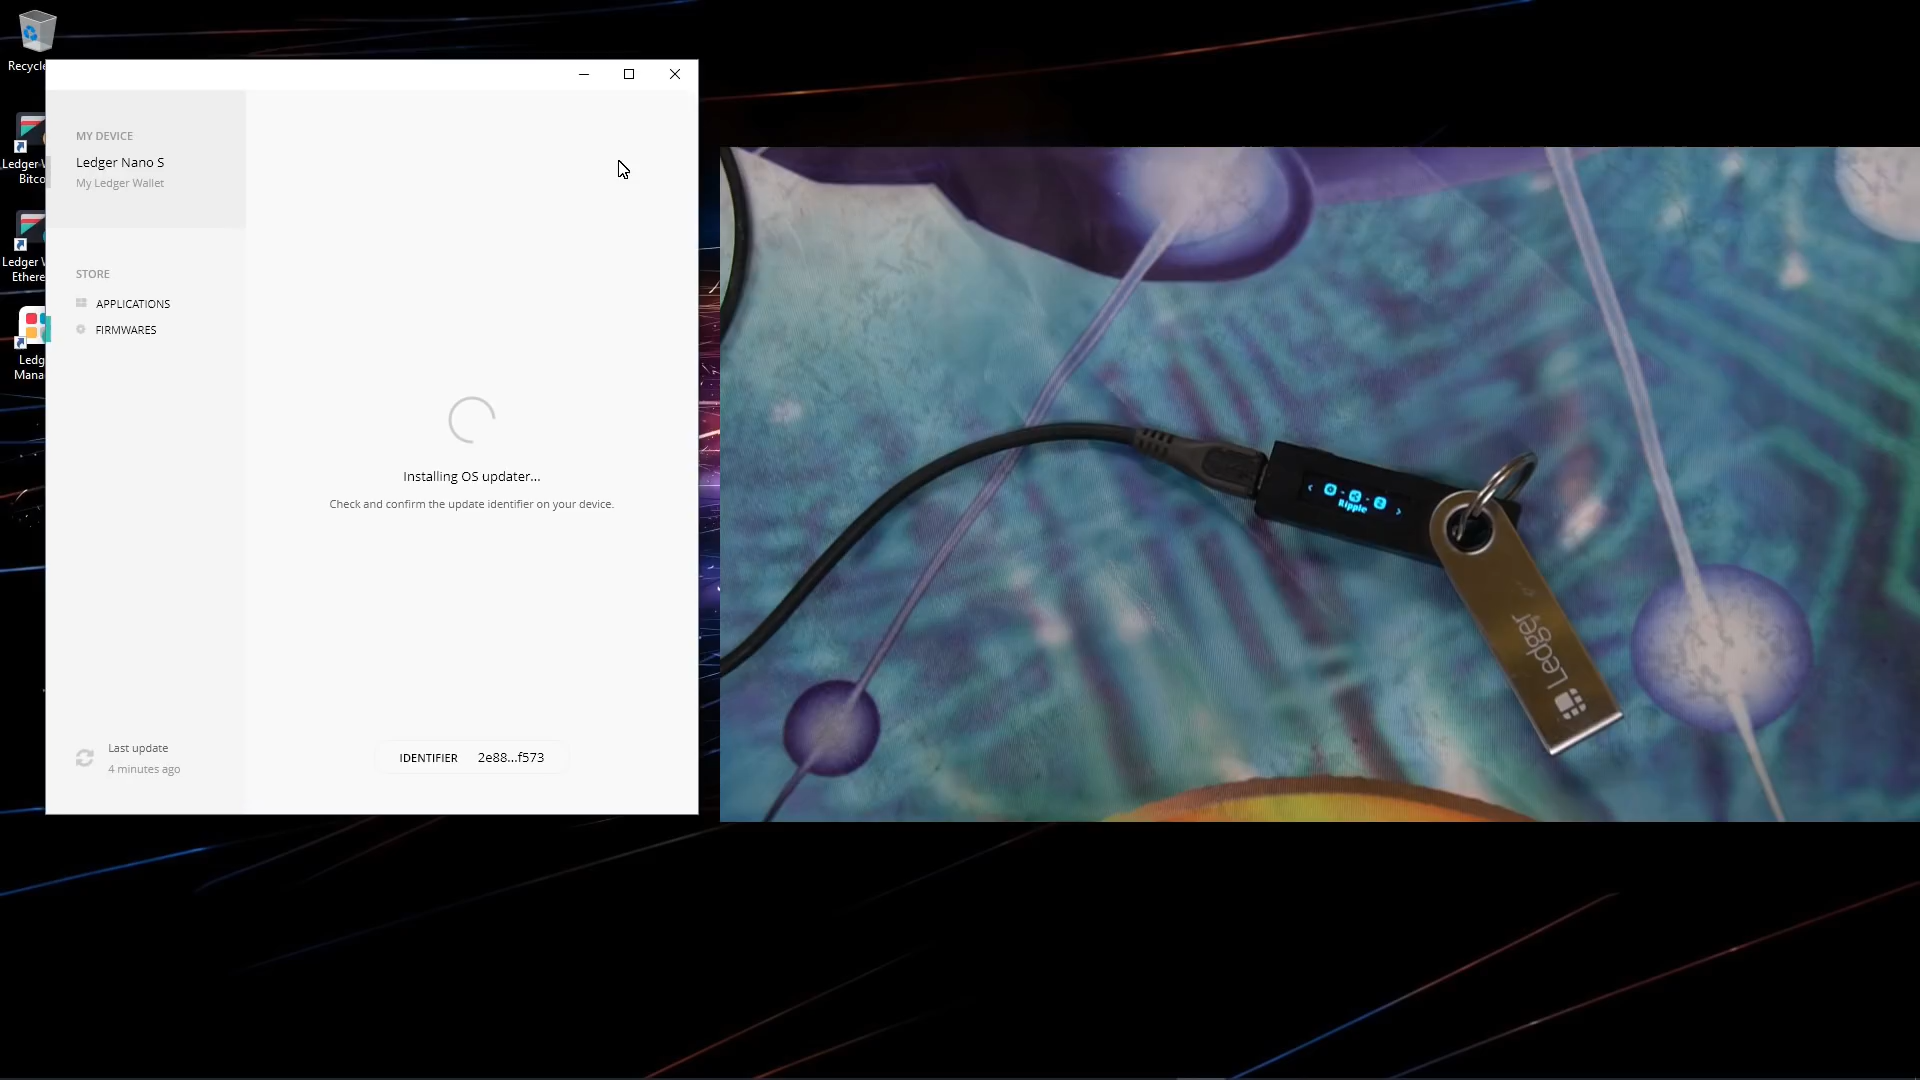 Recycle
Ledger W
Bitco
Ledger W
Ethere
Ledg
Mana
MY DEVICE
Ledger Nano S
My Ledger Wallet
STORE
APPLICATIONS
FIRMWARES
Installing OS updater...
Check and confirm the update identifier on your device.
Last update
4 minutes ago
IDENTIFIER 2e88...f573
Ripple
Ledger